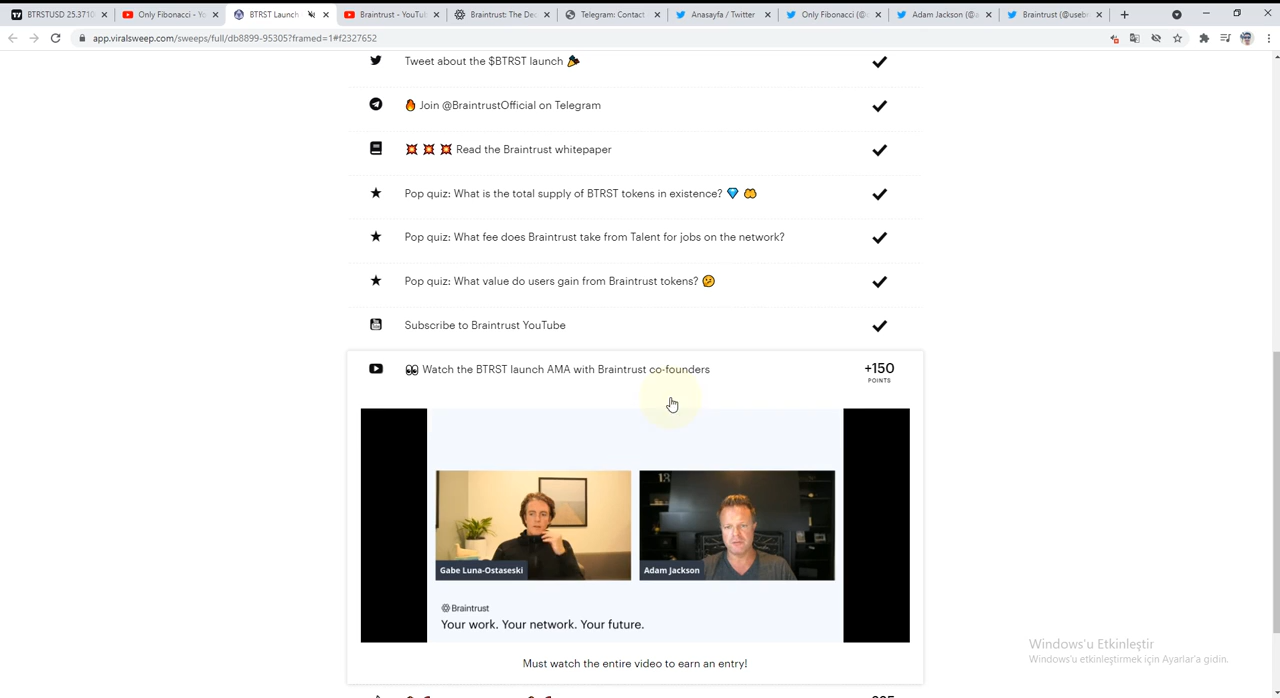 BTRSTUSD 25.3710
Only Fibonacci - Yo
BTRST Launch
Braintrust - YouTu
Braintrust: The De
Telegram: Contact
Anasayfa / Twitter
Only Fibonacci (@
Adam Jackson (@a
Braintrust (@useb
app.viralsweep.com/sweeps/full/db8899-95305?framed=1#f2327652
Tweet about the $BTRST launch 🎉
🔥 Join @BraintrustOfficial on Telegram
💥 💥 💥 Read the Braintrust whitepaper
Pop quiz: What is the total supply of BTRST tokens in existence? 💎 👐
Pop quiz: What fee does Braintrust take from Talent for jobs on the network?
Pop quiz: What value do users gain from Braintrust tokens? 🤔
Subscribe to Braintrust YouTube
👀 Watch the BTRST launch AMA with Braintrust co-founders
+150
POINTS
Gabe Luna-Ostaseski
Adam Jackson
Braintrust
Your work. Your network. Your future.
Must watch the entire video to earn an entry!
Windows'u Etkinleştir
Windows'u etkinleştirmek için Ayarlar'a gidin.